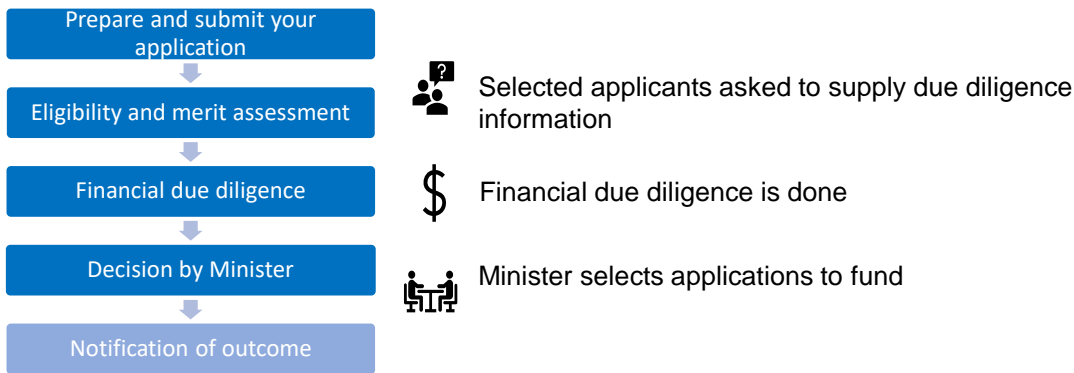 Prepare and submit your
application
Eligibility and merit assessment
Financial due diligence
Decision by Minister
Notification of outcome
?
Selected applicants asked to supply due diligence
information
$
Financial due diligence is done
Minister selects applications to fund